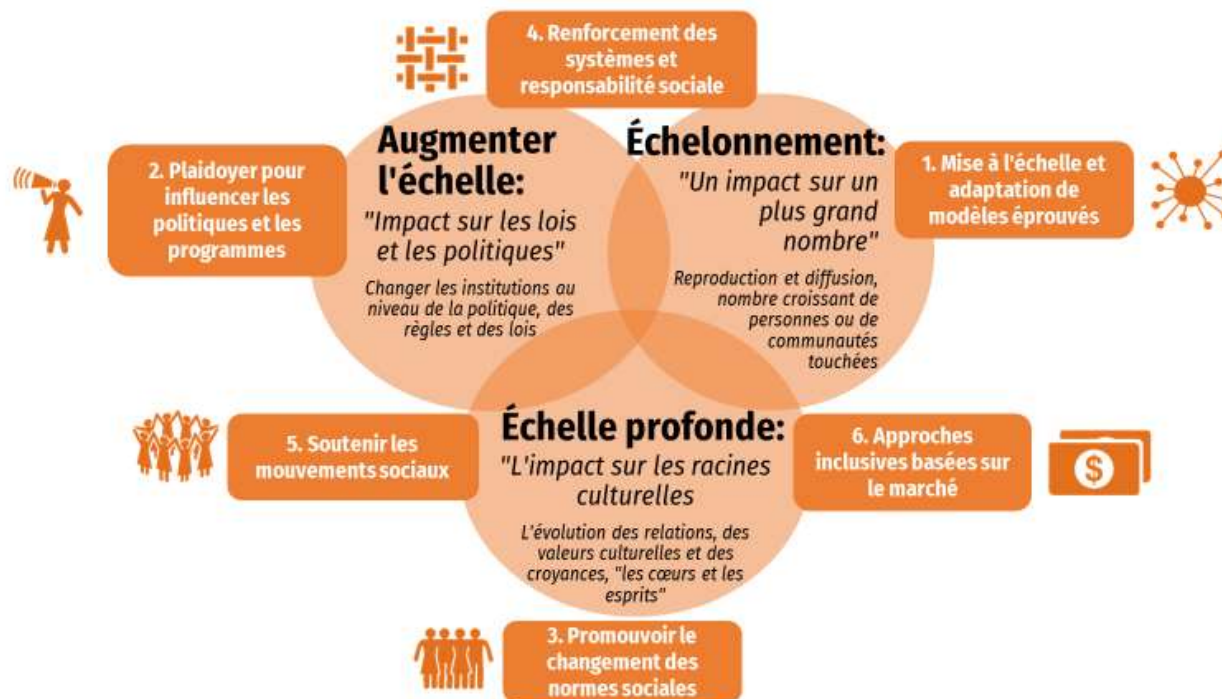 4. Renforcement des
systèmes et
responsabilité sociale
Augmenter
l'échelle:
"Impact sur les lois
et les politiques"
Changer les institutions au
niveau de la politique, des
règles et des lois
Échelonnement:
"Un impact sur un
plus grand
nombre"
Reproduction et diffusion,
nombre croissant de
personnes ou de
communautés
touchées
2. Plaidoyer pour
influencer les
politiques et les
programmes
1. Mise à l'échelle et
adaptation de
modèles éprouvés
5. Soutenir les
mouvements sociaux
Échelle profonde:
"L'impact sur les racines
culturelles
L'évolution des relations, des
valeurs culturelles et des
croyances, "les cœurs et les
esprits"
6. Approches
inclusives basées sur
le marché
$
3. Promouvoir le
changement des
normes sociales